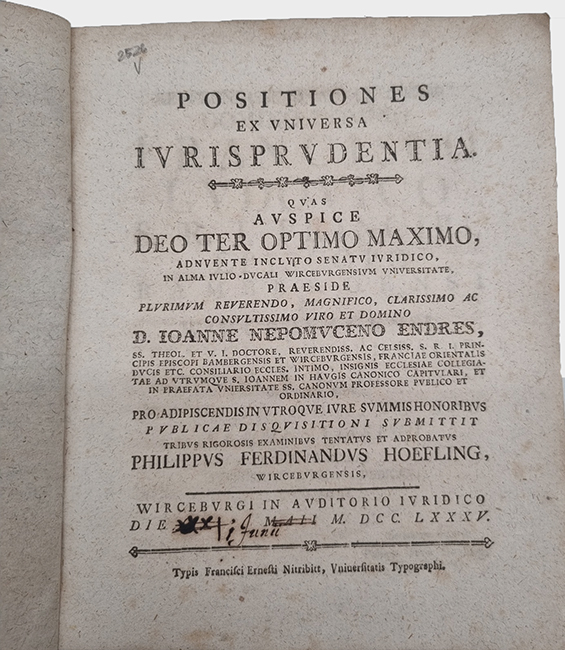 2526
POSITIONES
EX VNIVERSA
IVRISPRVDENTIA.
QVAS
AVSPICE
DEO TER OPTIMO MAXIMO,
ADNVENTE INCLYTO SENATV IVRIDICO,
IN ALMA IVLIO-DVCALI WIRCEBVRGENSIVM VNIVERSITATE,
PRAESIDE
PLVRIMVM REVERENDO, MAGNIFICO, CLARISSIMO AC
CONSVLTISSIMO VIRO ET DOMINO
D. IOANNE NEPOMVCENO ENDRES,
SS. THEOL. ET V. I. DOCTORE, REVERENDISS. AC CELSISS. S. R. I. PRIN-
CIPIS EPISCOPI BAMBERGENSIS ET WIRCEBVRGENSIS, FRANCIAE ORIENTALIS
DVCIS ETC. CONSILIARIO ECCLES. INTIMO, INSIGNIS ECCLESIAE COLLEGIA-
TAE AD VTRVMQVE S. IOANNEM IN HAVGIS CANONICO CAPITVLARI, ET
IN PRAEFATA VNIERSITATE SS. CANONVM PROFESSORE PVBLICO ET
ORDINARIO,
PRO ADIPISCENDIS IN VTROQVE IVRE SVMMIS HONORIBVS
PVBLICAE DISQVISITIONI SVBMITTIT
TRIBVS RIGOROSIS EXAMINIBVS TENTATVS ET ADPROBATVS
PHILIPPVS FERDINANDVS HOEFLING,
WIRCEBVRGENSIS,
WIRCEBVRGI IN AVDITORIO IVRIDICO
DIE MAII M. DCC. LXXXV.
Junii
Typis Francisci Ernesti Nitribitt, Vniuersitatis Typographi.